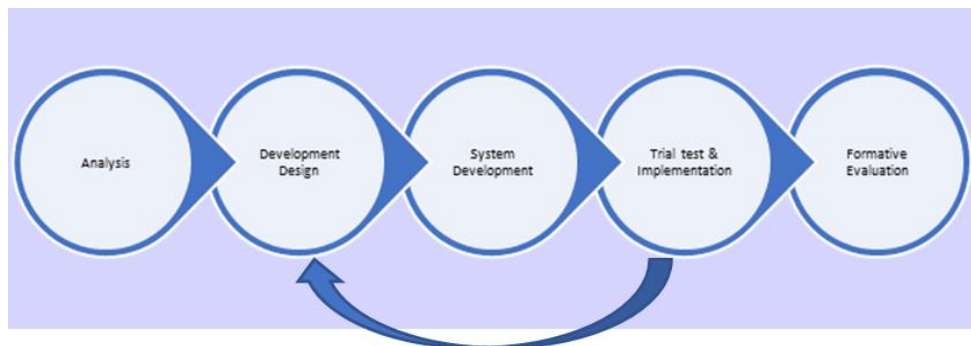 Analysis
Development
Design
System
Development
Trial test &
Implementation
Formative
Evaluation